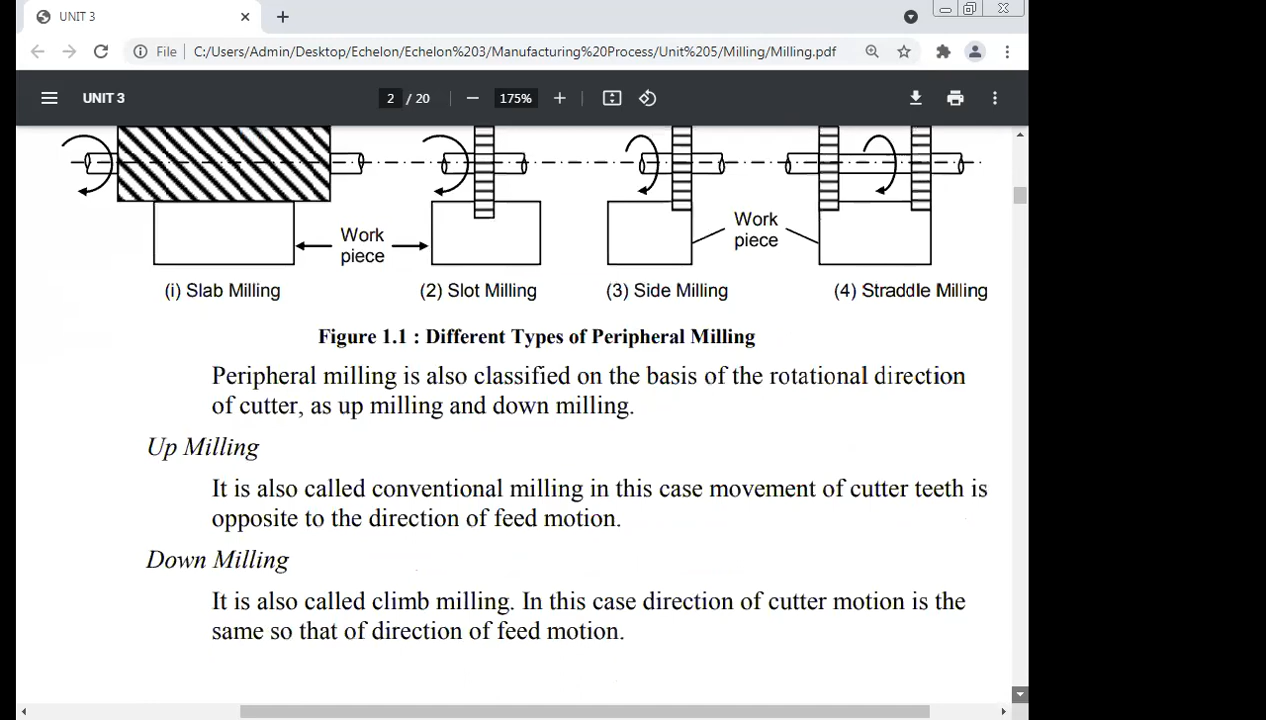 UNIT 3
File C:/Users/Admin/Desktop/Echelon/Echelon%203/Manufacturing%20Process/Unit%205/Milling/Milling.pdf
UNIT 3 2 / 20 175%
Work
piece
Work
piece
(i) Slab Milling (2) Slot Milling (3) Side Milling (4) Straddle Milling
Figure 1.1 : Different Types of Peripheral Milling
Peripheral milling is also classified on the basis of the rotational direction
of cutter, as up milling and down milling.
Up Milling
It is also called conventional milling in this case movement of cutter teeth is
opposite to the direction of feed motion.
Down Milling
It is also called climb milling. In this case direction of cutter motion is the
same so that of direction of feed motion.